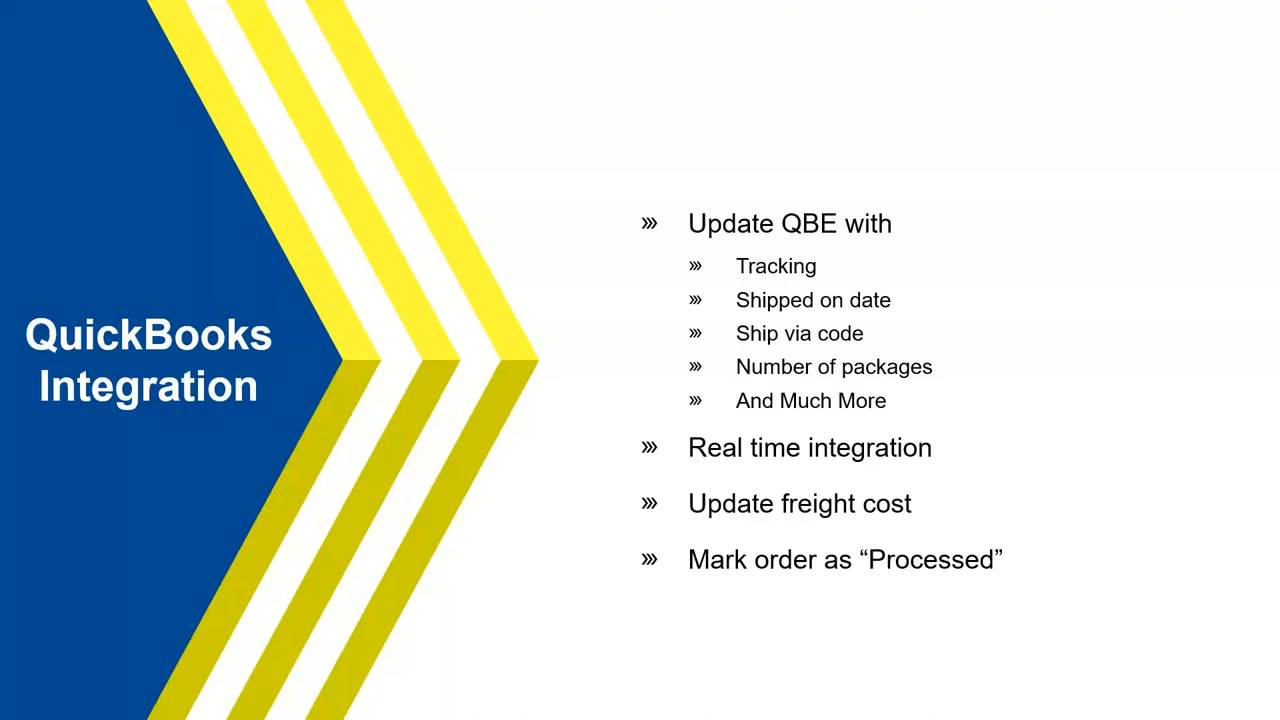 QuickBooks
Integration
Update QBE with
Tracking
Shipped on date
Ship via code
Number of packages
And Much More
Real time integration
Update freight cost
Mark order as “Processed”